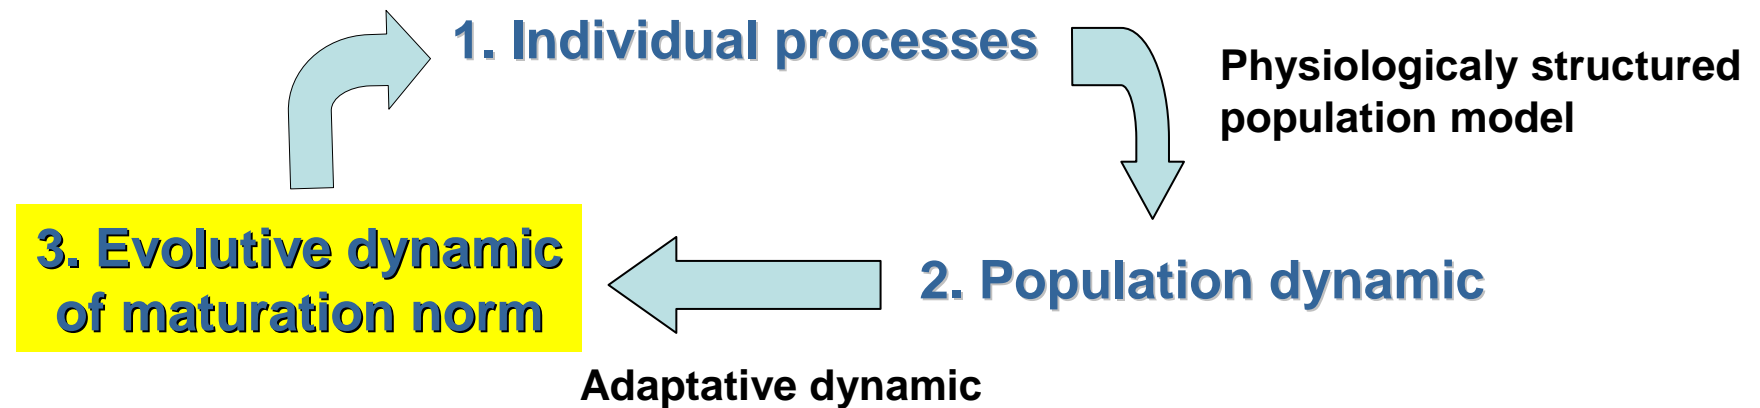 1. Individual processes
Physiologicaly structured
population model
3. Evolutive dynamic
of maturation norm
2. Population dynamic
Adaptative dynamic